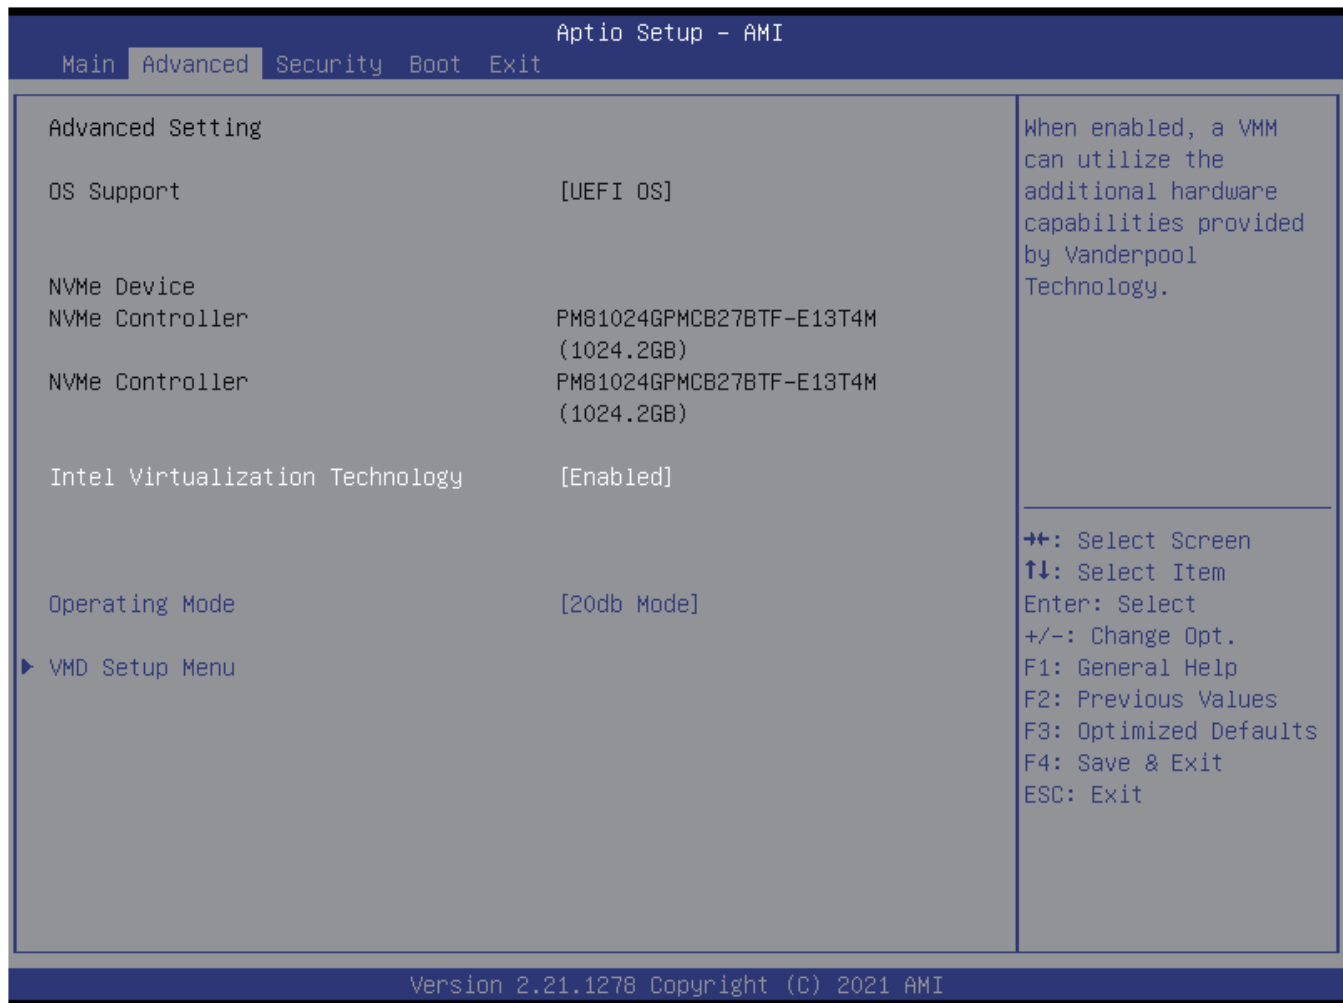 Aptio Setup – AMI
Main Advanced Security Boot Exit
Advanced Setting
OS Support [UEFI OS]
NVMe Device
NVMe Controller PM81024GPMCB27BTF-E13T4M
(1024.2GB)
NVMe Controller PM81024GPMCB27BTF-E13T4M
(1024.2GB)
Intel Virtualization Technology [Enabled]
Operating Mode [20db Mode]
VMD Setup Menu
When enabled, a VMM
can utilize the
additional hardware
capabilities provided
by Vanderpool
Technology.
→←: Select Screen
↑↓: Select Item
Enter: Select
+/-: Change Opt.
F1: General Help
F2: Previous Values
F3: Optimized Defaults
F4: Save & Exit
ESC: Exit
Version 2.21.1278 Copyright (C) 2021 AMI